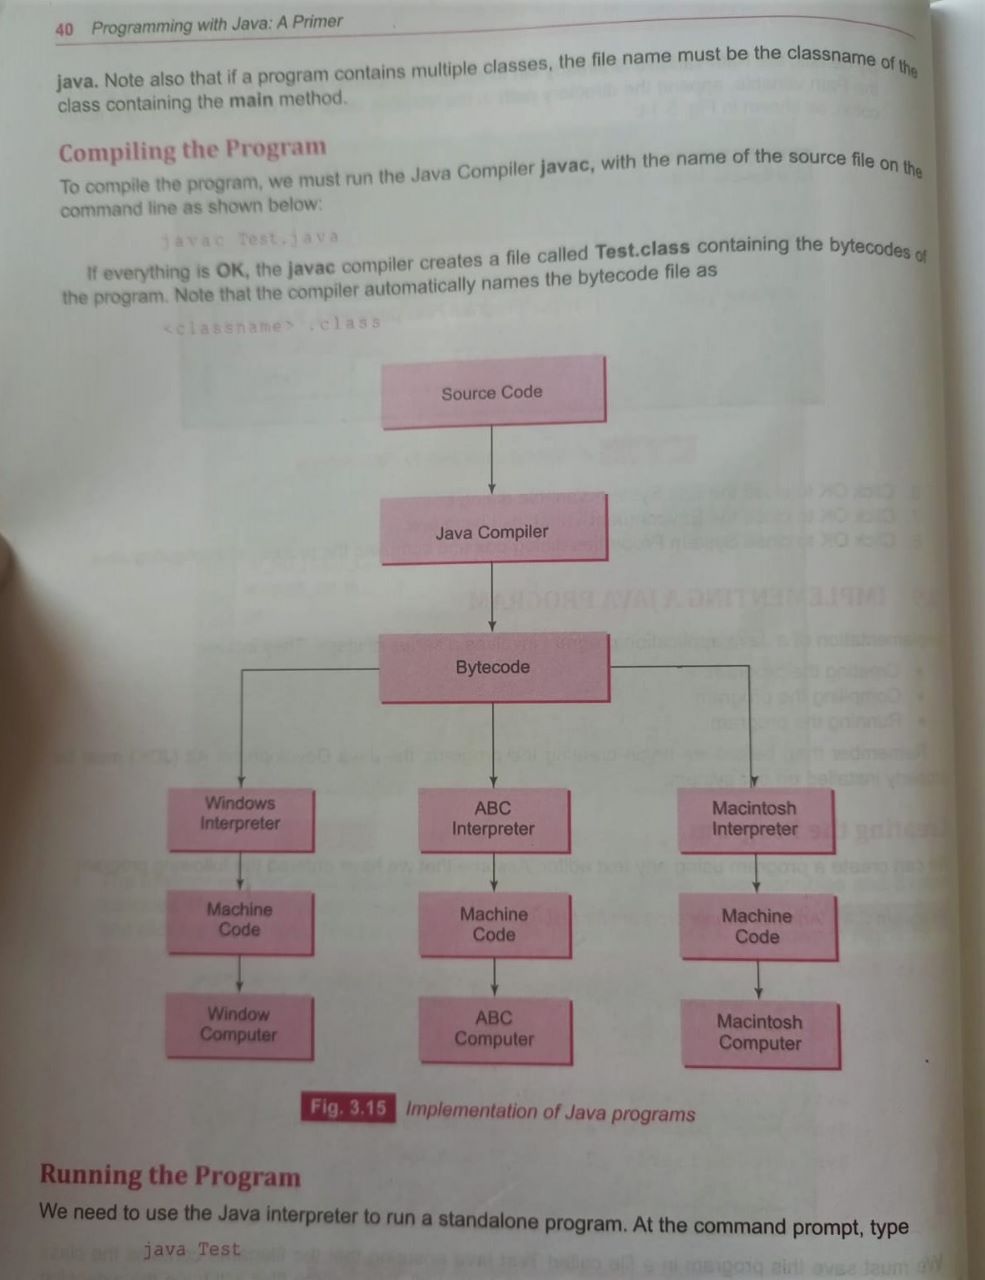 40 Programming with Java: A Primer
java. Note also that if a program contains multiple classes, the file name must be the classname of the
class containing the main method.
Compiling the Program
To compile the program, we must run the Java Compiler javac, with the name of the source file on the
command line as shown below:
javac Test.java
If everything is OK, the javac compiler creates a file called Test.class containing the bytecodes of
the program. Note that the compiler automatically names the bytecode file as
<classname> .class
Source Code
Java Compiler
Bytecode
Windows
Interpreter
ABC
Interpreter
Macintosh
Interpreter
Machine
Code
Machine
Code
Machine
Code
Window
Computer
ABC
Computer
Macintosh
Computer
Fig. 3.15 Implementation of Java programs
Running the Program
We need to use the Java interpreter to run a standalone program. At the command prompt, type
java Test